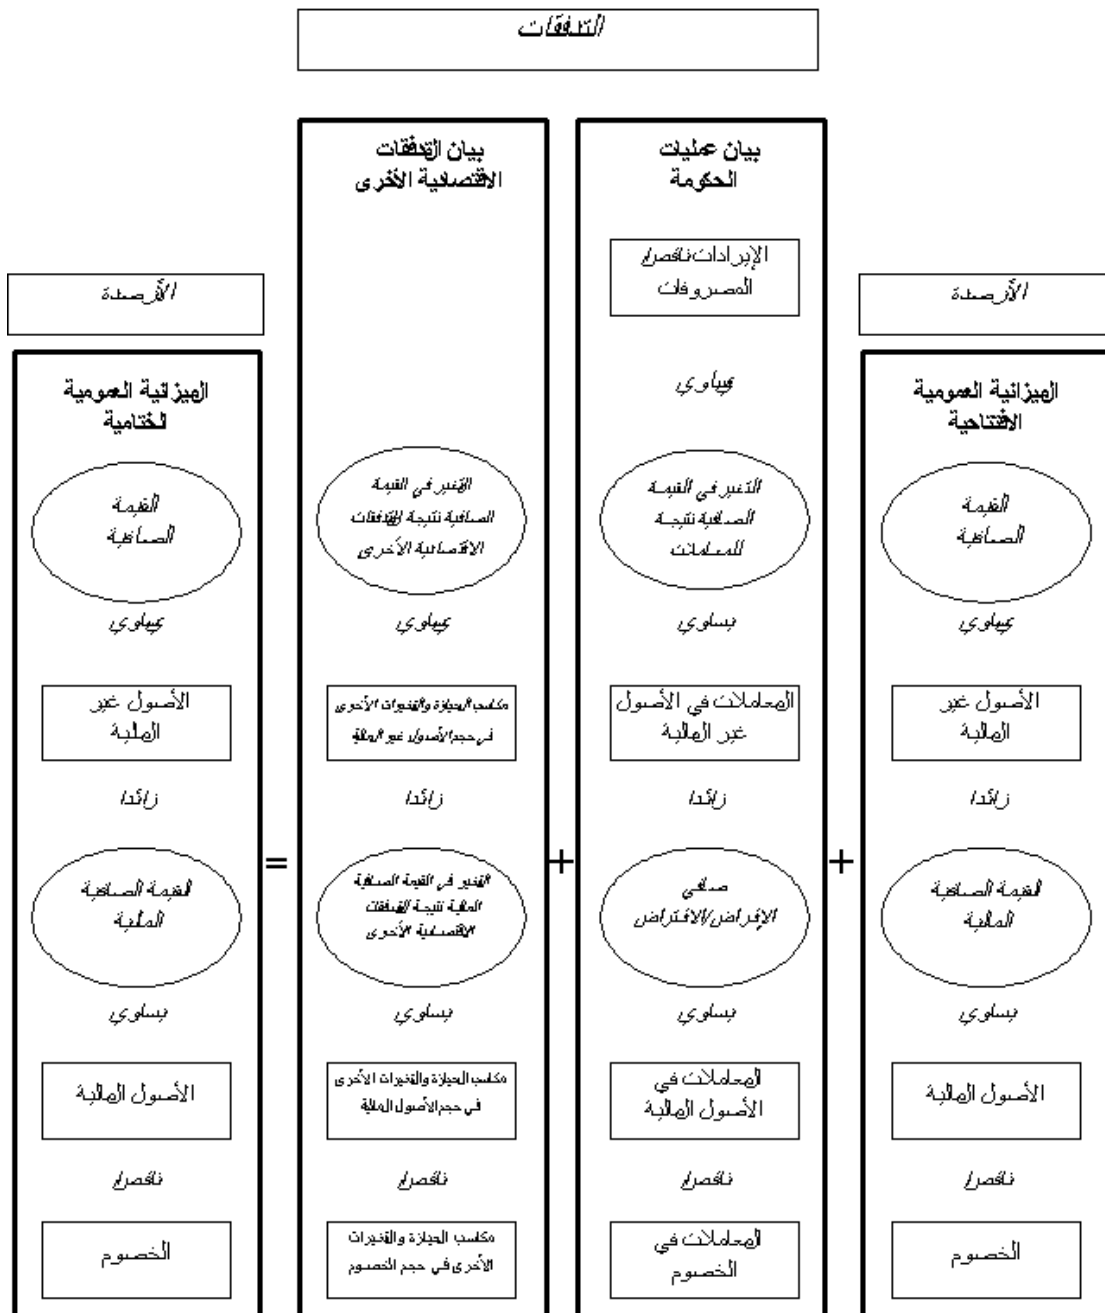 التدفقات
الأرصدة
الميزانية العمومية
الافتتاحية
القيمة
الصافية
يساوي
الأصول غير
المالية
زائدا
القيمة الصافية
المالية
يساوي
الأصول المالية
ناقصا
الخصوم
+
بيان عمليات
الحكومة
الإيرادات ناقصا
المصروفات
يساوي
التغير في القيمة
الصافية نتيجة
للمعاملات
يساوي
المعاملات في الأصول
غير المالية
زائدا
صافي
الإقراض/الاقتراض
يساوي
المعاملات في
الأصول المالية
ناقصا
المعاملات في
الخصوم
+
بيان التدفقات
الاقتصادية الأخرى
التغير في القيمة
الصافية نتيجة للتدفقات
الاقتصادية الأخرى
يساوي
مكاسب الحيازة والتغيرات الأخرى
في حجم الأصول غير المالية
زائدا
التغير في القيمة الصافية
المالية نتيجة للتدفقات
الاقتصادية الأخرى
يساوي
مكاسب الحيازة والتغيرات الأخرى
في حجم الأصول المالية
ناقصا
مكاسب الحيازة والتغيرات
الأخرى في حجم الخصوم
=
الأرصدة
الميزانية العمومية
الختامية
القيمة
الصافية
يساوي
الأصول غير
المالية
زائدا
القيمة الصافية
المالية
يساوي
الأصول المالية
ناقصا
الخصوم